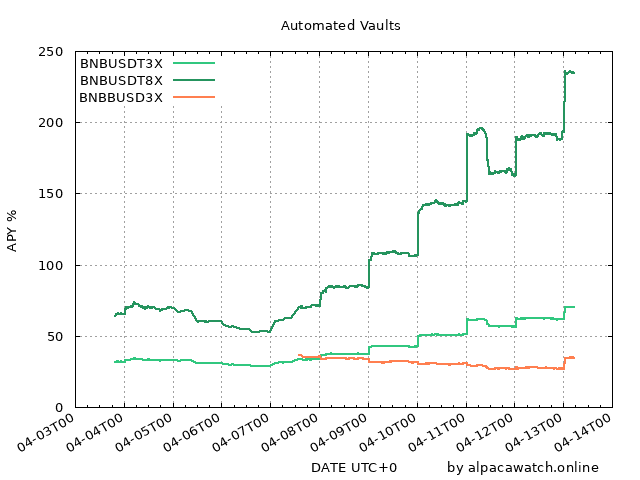 Automated Vaults
250
200
150
100
50
0
APY %
BNBUSDT3X
BNBUSDT8X
BNBBUSD3X
04-03T00
04-04T00
04-05T00
04-06T00
04-07T00
04-08T00
04-09T00
04-10T00
04-11T00
04-12T00
04-13T00
04-14T00
DATE UTC+0
by alpacawatch.online